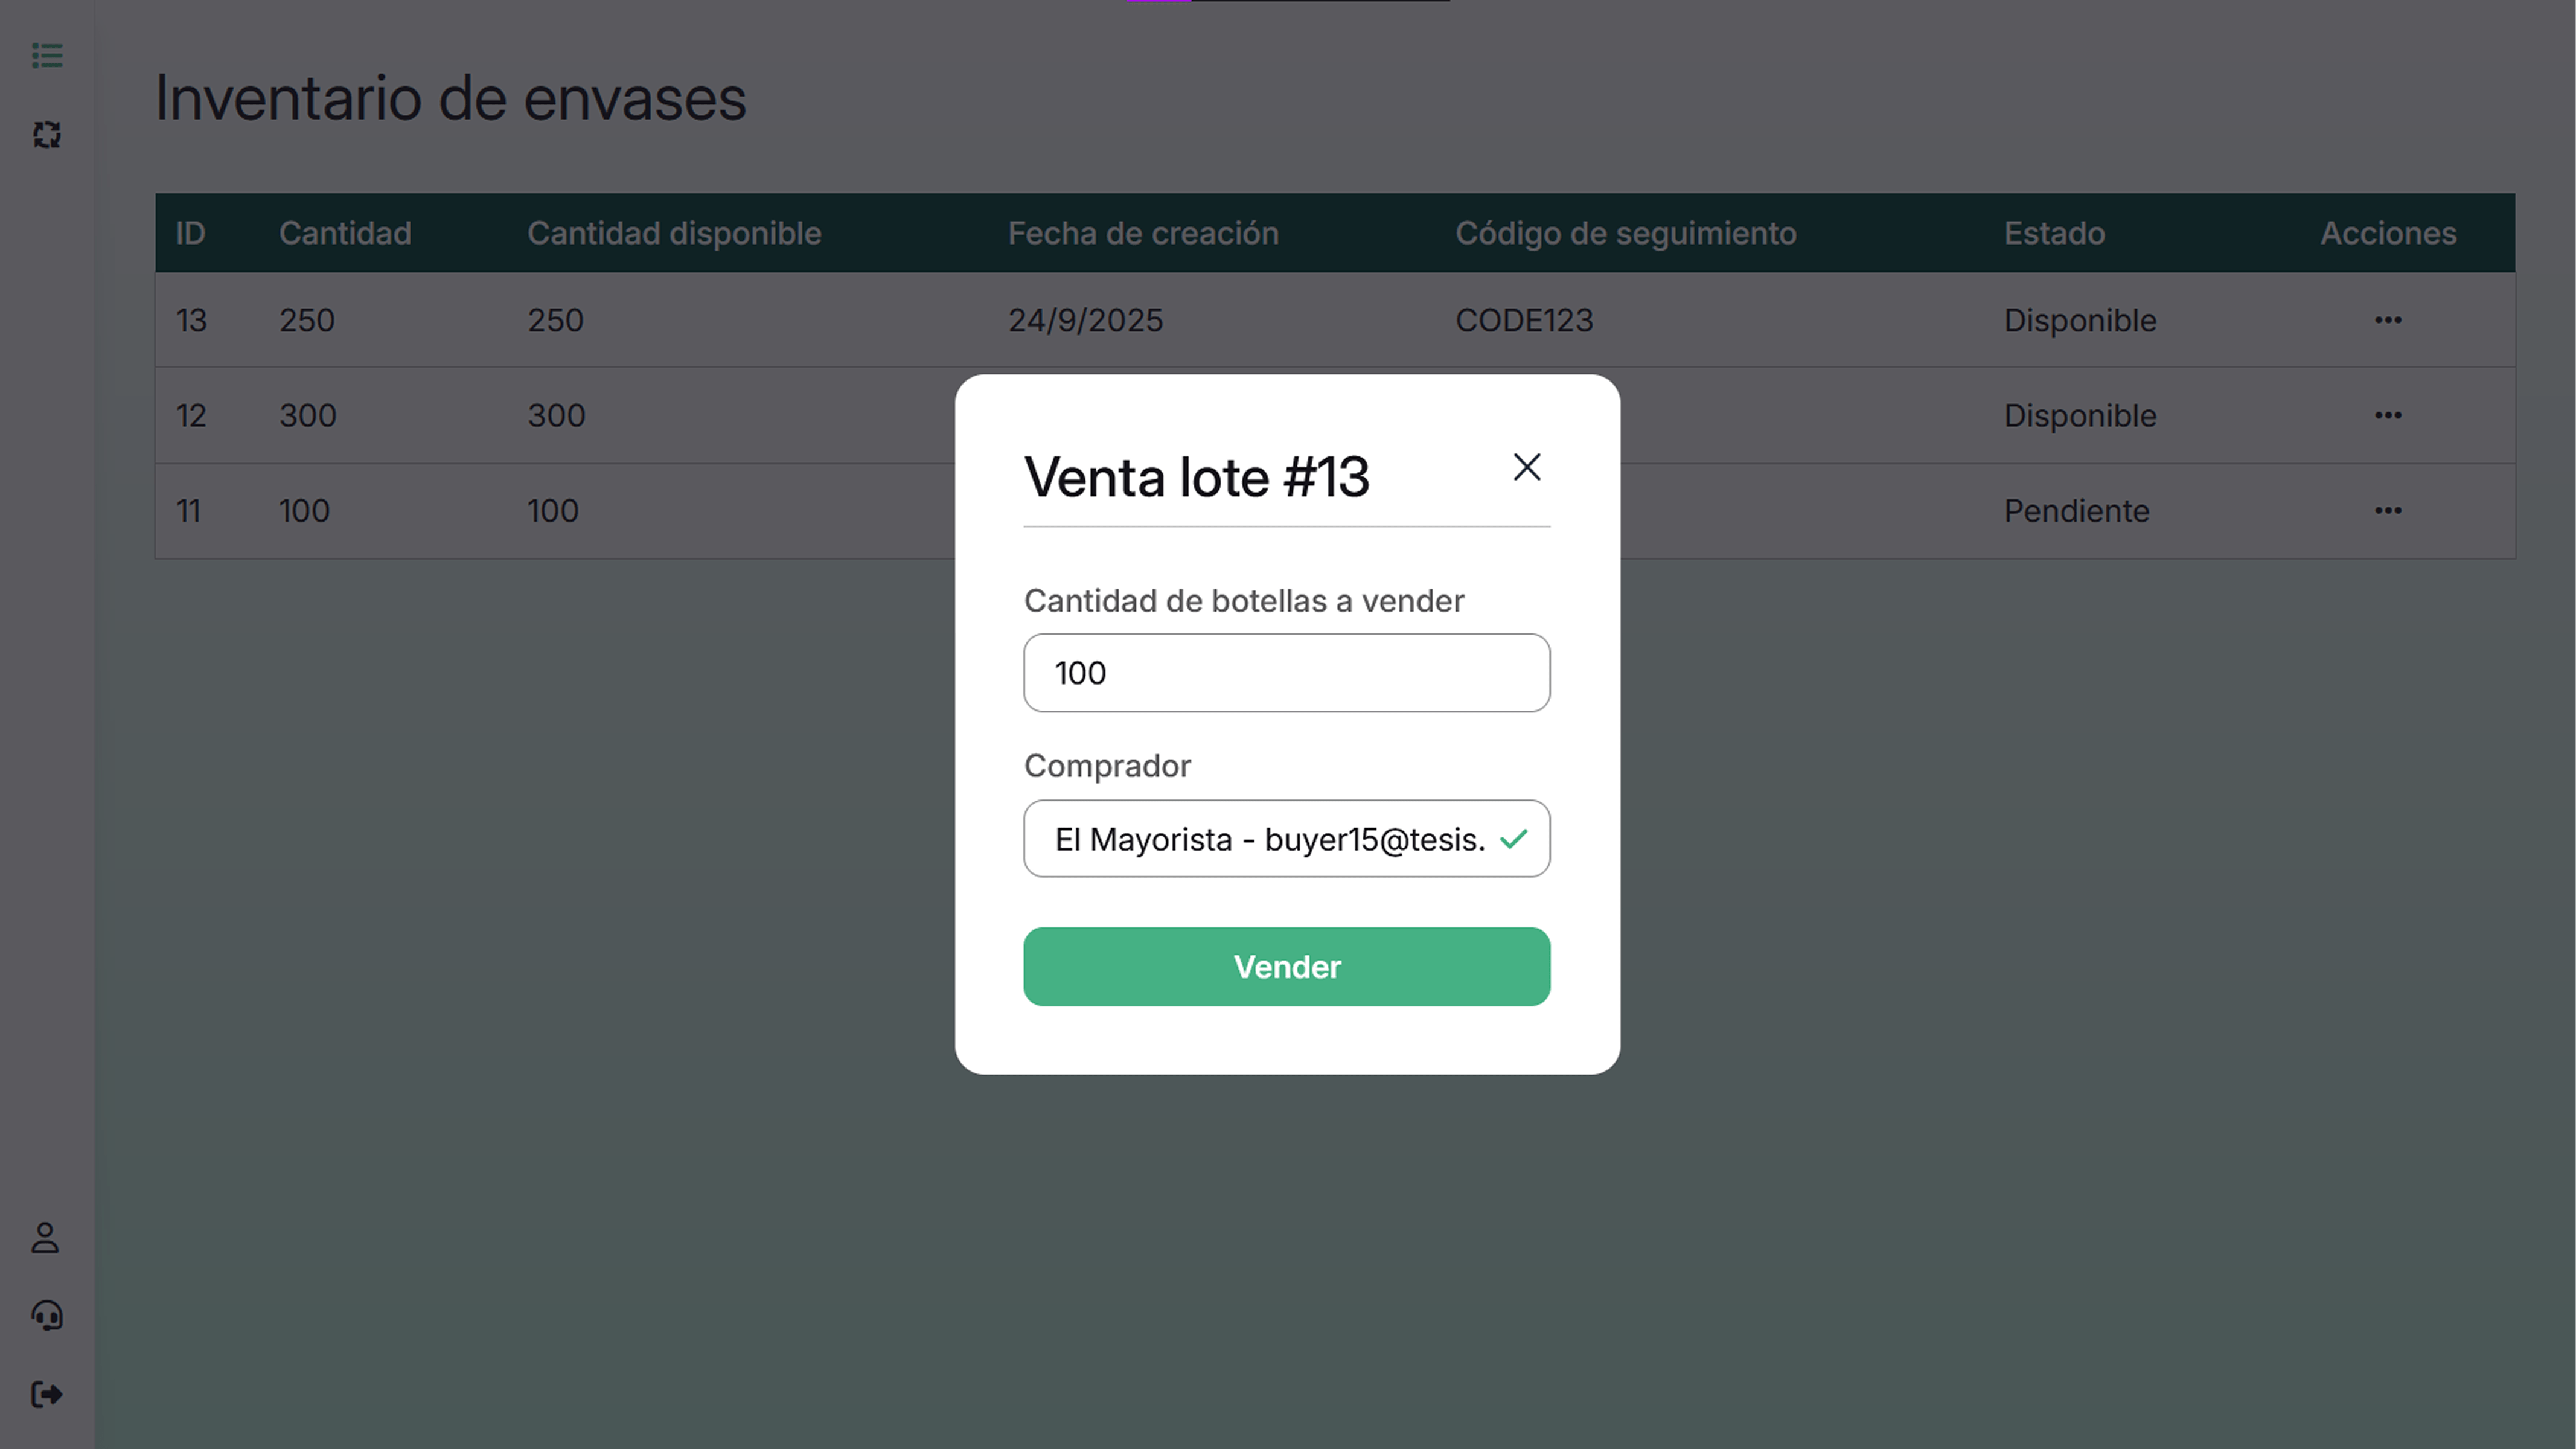 Inventario de envases
ID Cantidad Cantidad disponible Fecha de creación Código de seguimiento Estado Acciones
13 250 250 24/9/2025 CODE123 Disponible
12 300 300 Disponible
11 100 100 Pendiente
Venta lote #13
Cantidad de botellas a vender
100
Comprador
El Mayorista - buyer15@tesis.
Vender